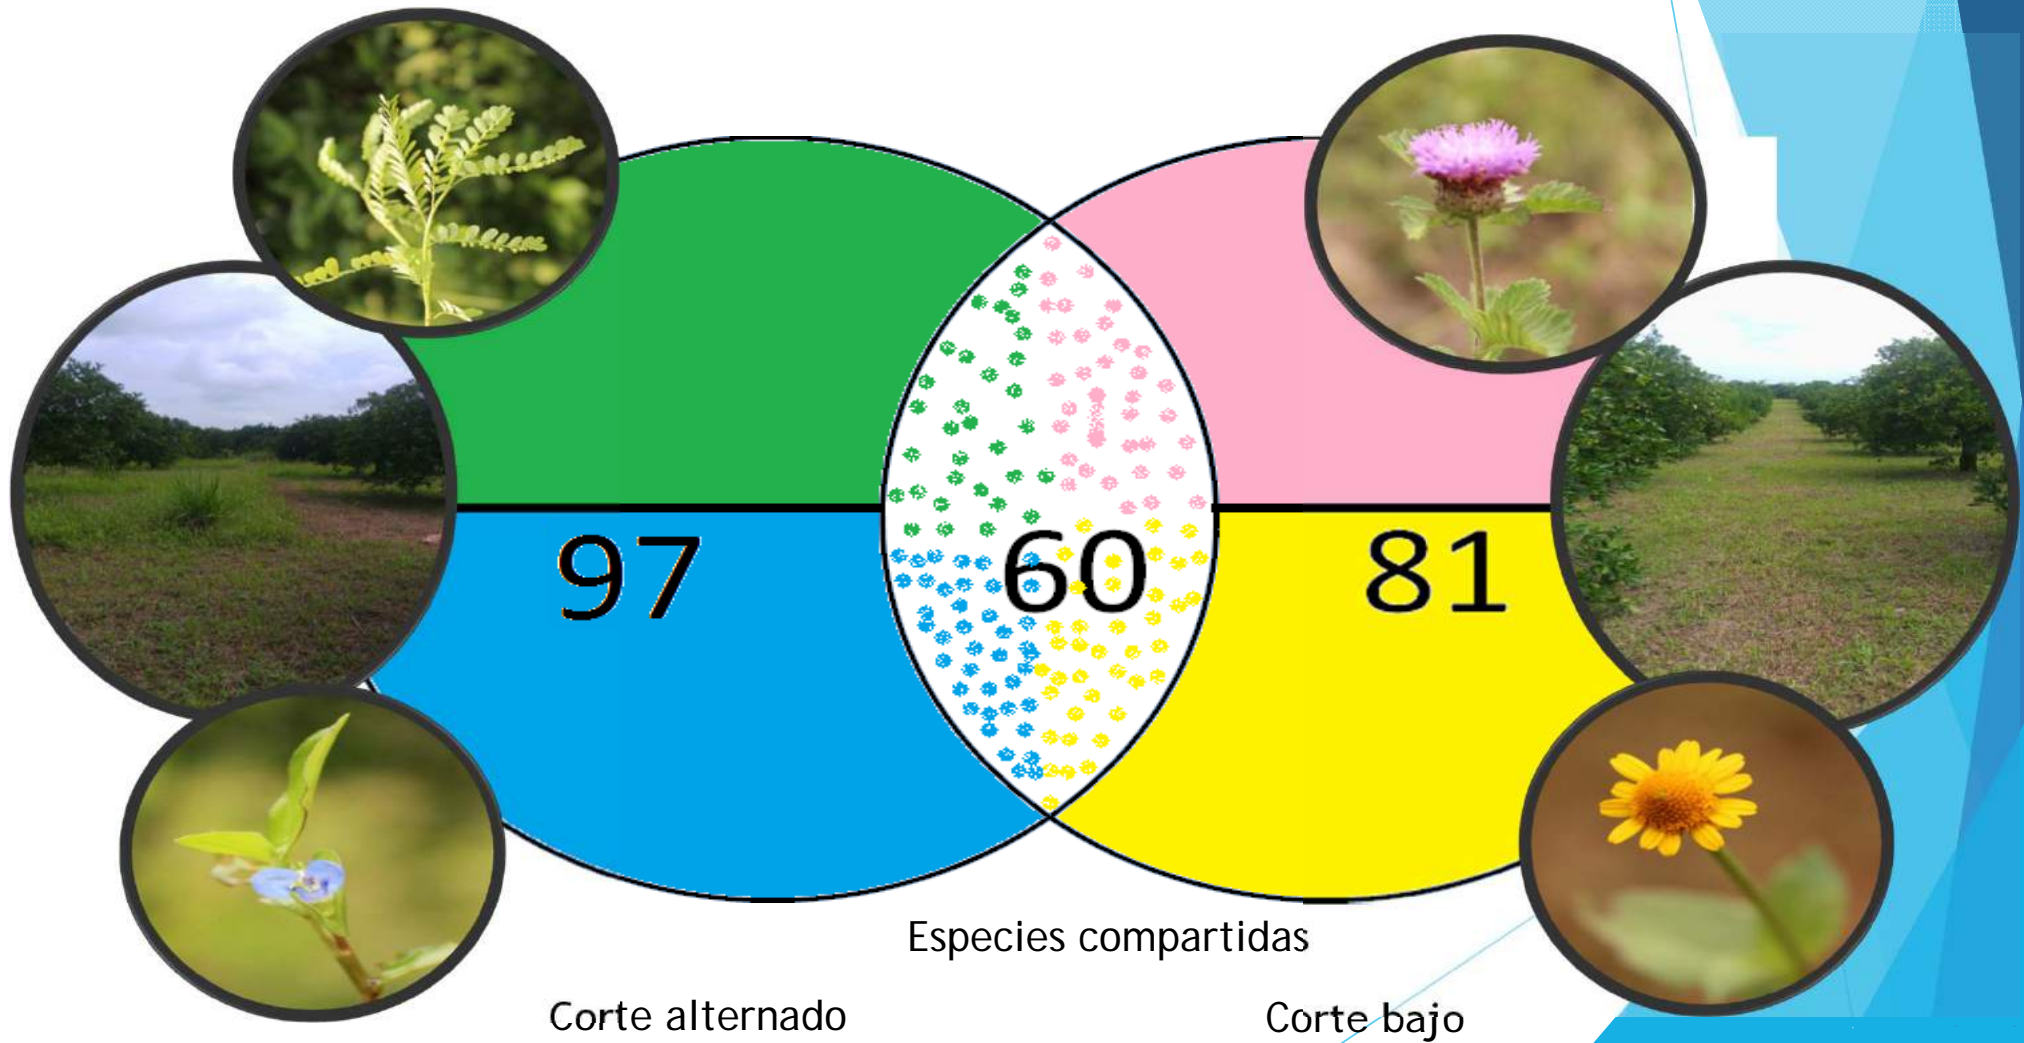 97
60
81
Especies compartidas
Corte alternado
Corte bajo